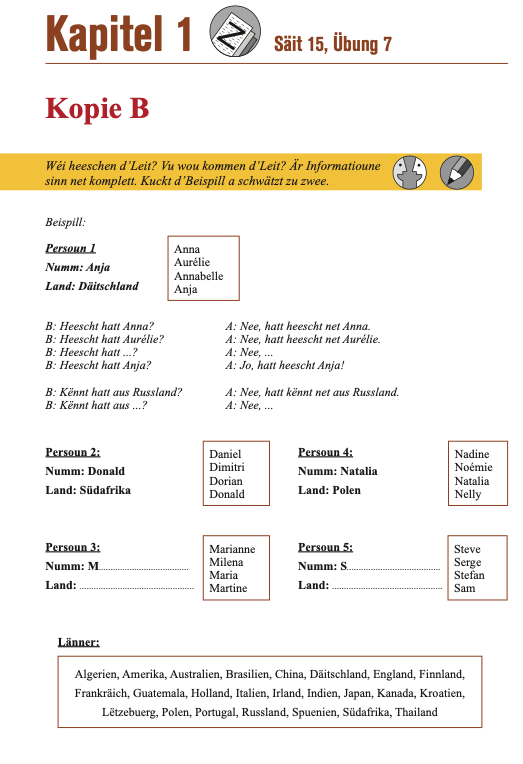 Kapitel 1 Säit 15, Übung 7
Kopie B
Wéi heeschen d'Leit? Vu wou kommen d'Leit? Är Informatioune
sinn net komplett. Kuckt d'Beispill a schwätzt zu zwee.
Beispill:
Persoun 1
Numm: Anja
Land: Däitschland
Anna
Aurélie
Annabelle
Anja
B: Heescht hatt Anna? A: Nee, hatt heescht net Anna.
B: Heescht hatt Aurélie? A: Nee, hatt heescht net Aurélie.
B: Heescht hatt ...? A: Nee, ...
B: Heescht hatt Anja? A: Jo, hatt heescht Anja!
B: Kënnt hatt aus Russland? A: Nee, hatt kënnt net aus Russland.
B: Kënnt hatt aus ...? A: Nee, ...
Persoun 2:
Numm: Donald
Land: Südafrika
Daniel
Dimitri
Dorian
Donald
Persoun 4:
Numm: Natalia
Land: Polen
Nadine
Noémie
Natalia
Nelly
Persoun 3:
Numm: M...............................
Land: .......................................
Marianne
Milena
Maria
Martine
Persoun 5:
Numm: S................................
Land: ......................................
Steve
Serge
Stefan
Sam
Länner:
Algerien, Amerika, Australien, Brasilien, China, Däitschland, England, Finnland,
Frankräich, Guatemala, Holland, Italien, Irland, Indien, Japan, Kanada, Kroatien,
Lëtzebuerg, Polen, Portugal, Russland, Spuenien, Südafrika, Thailand